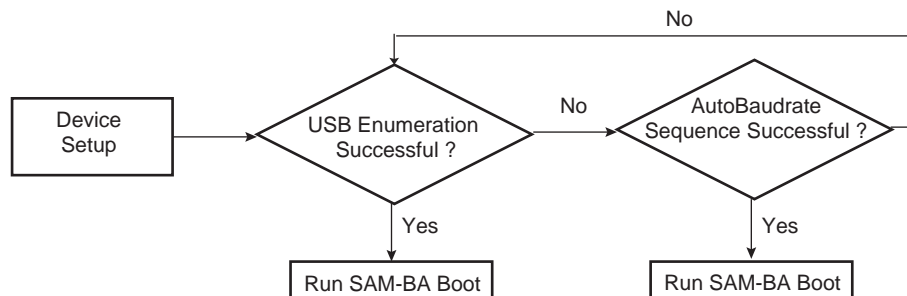 No
Device
Setup
USB Enumeration
Successful ?
No
AutoBaudrate
Sequence Successful ?
Yes
Yes
Run SAM-BA Boot
Run SAM-BA Boot